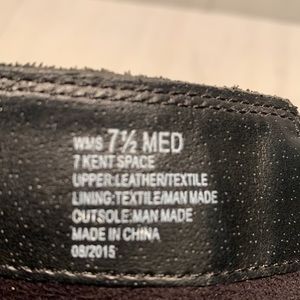 WMS 7½ MED
7 KENT SPACE
UPPER:LEATHER/TEXTILE
LINING:TEXTILE/MAN MADE
OUTSOLE:MAN MADE
MADE IN CHINA
08/2015